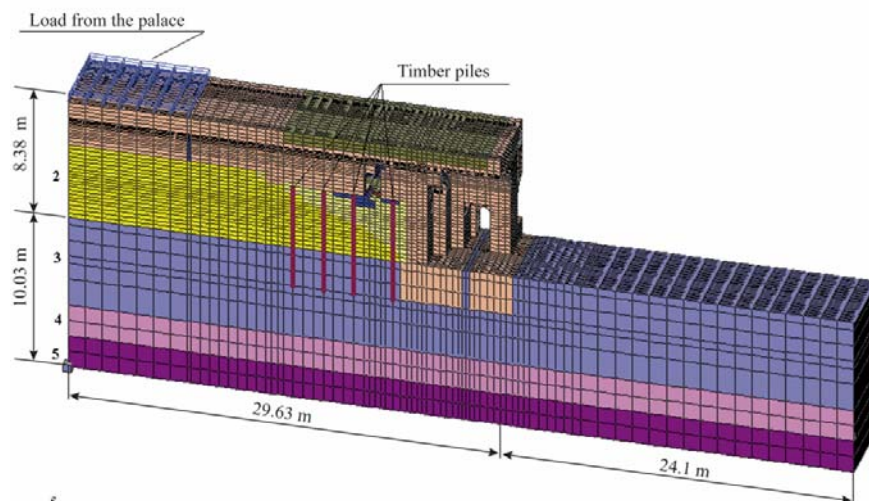 Load from the palace
Timber piles
8.38 m
2
10.03 m
3
4
5
29.63 m
24.1 m